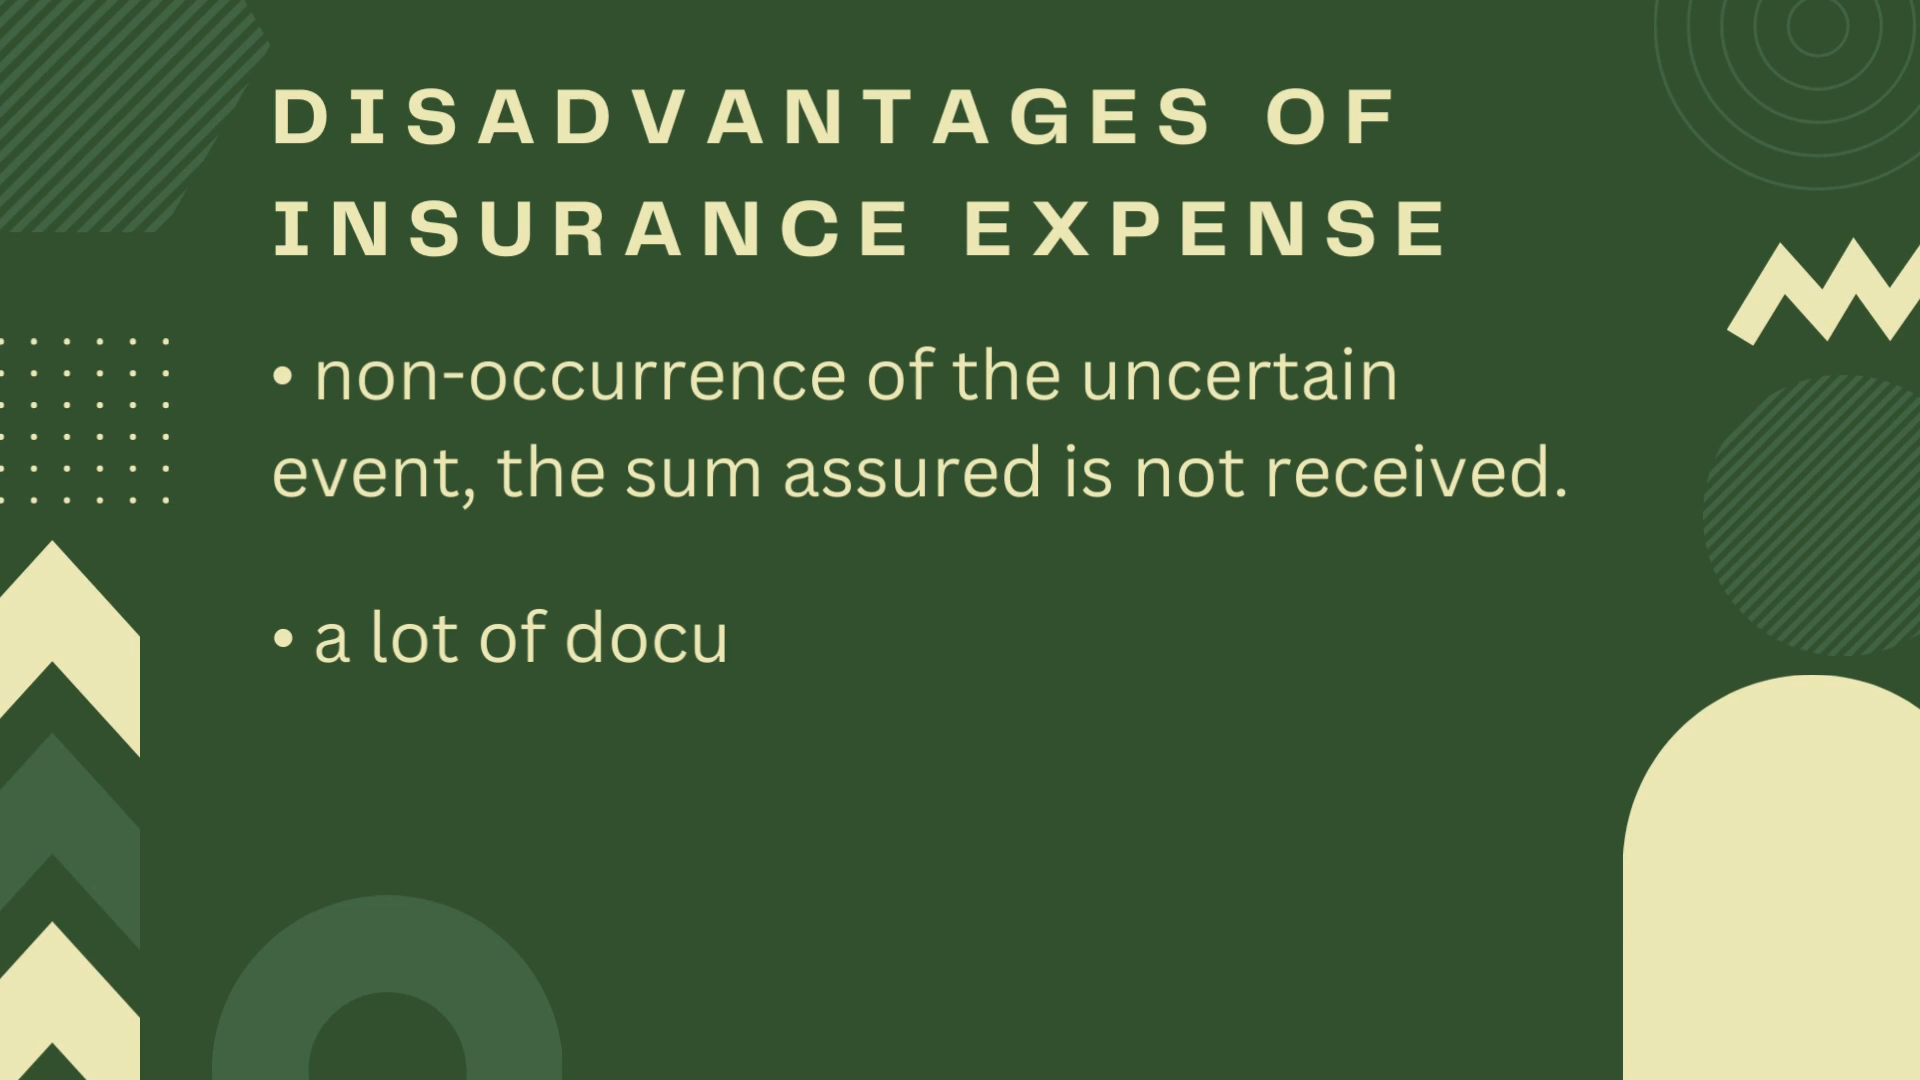 DISADVANTAGES OF
INSURANCE EXPENSE
• non-occurrence of the uncertain
event, the sum assured is not received.
• a lot of docu